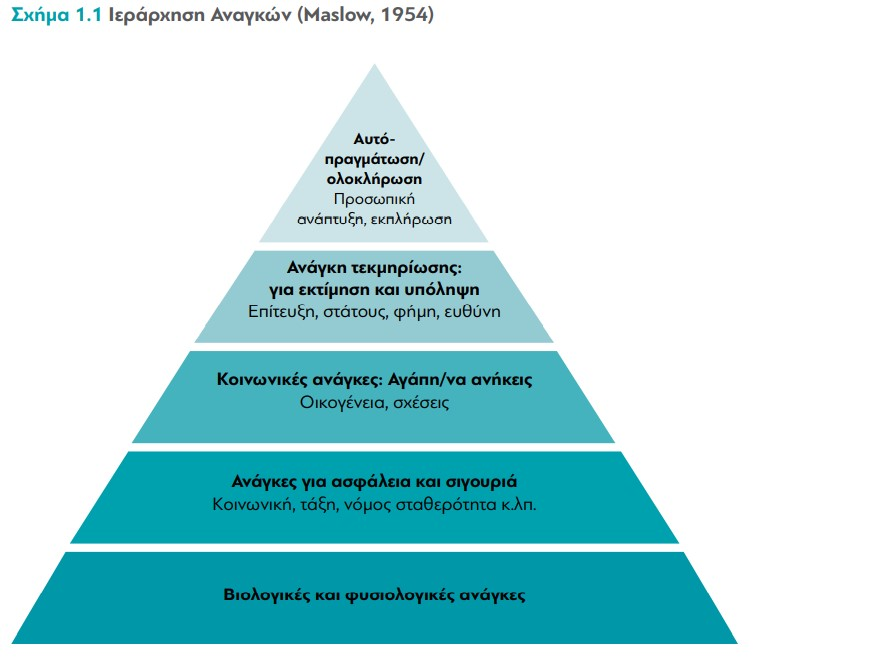 Σχήμα 1.1 Ιεράρχηση Αναγκών (Maslow, 1954)
Αυτό-
πραγμάτωση/
ολοκλήρωση
Προσωπική
ανάπτυξη, εκπλήρωση
Ανάγκη τεκμηρίωσης:
για εκτίμηση και υπόληψη
Επίτευξη, στάτους, φήμη, ευθύνη
Κοινωνικές ανάγκες: Αγάπη/να ανήκεις
Οικογένεια, σχέσεις
Ανάγκες για ασφάλεια και σιγουριά
Κοινωνική, τάξη, νόμος σταθερότητα κ.λπ.
Βιολογικές και φυσιολογικές ανάγκες